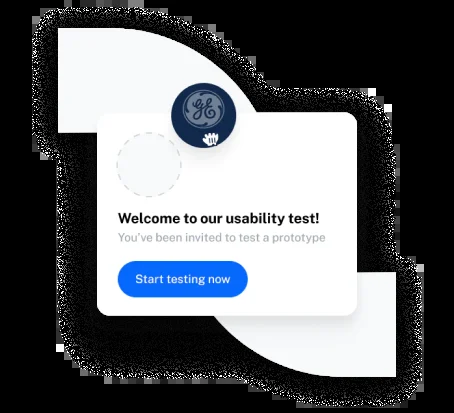 GE
Welcome to our usability test!
You've been invited to test a prototype
Start testing now